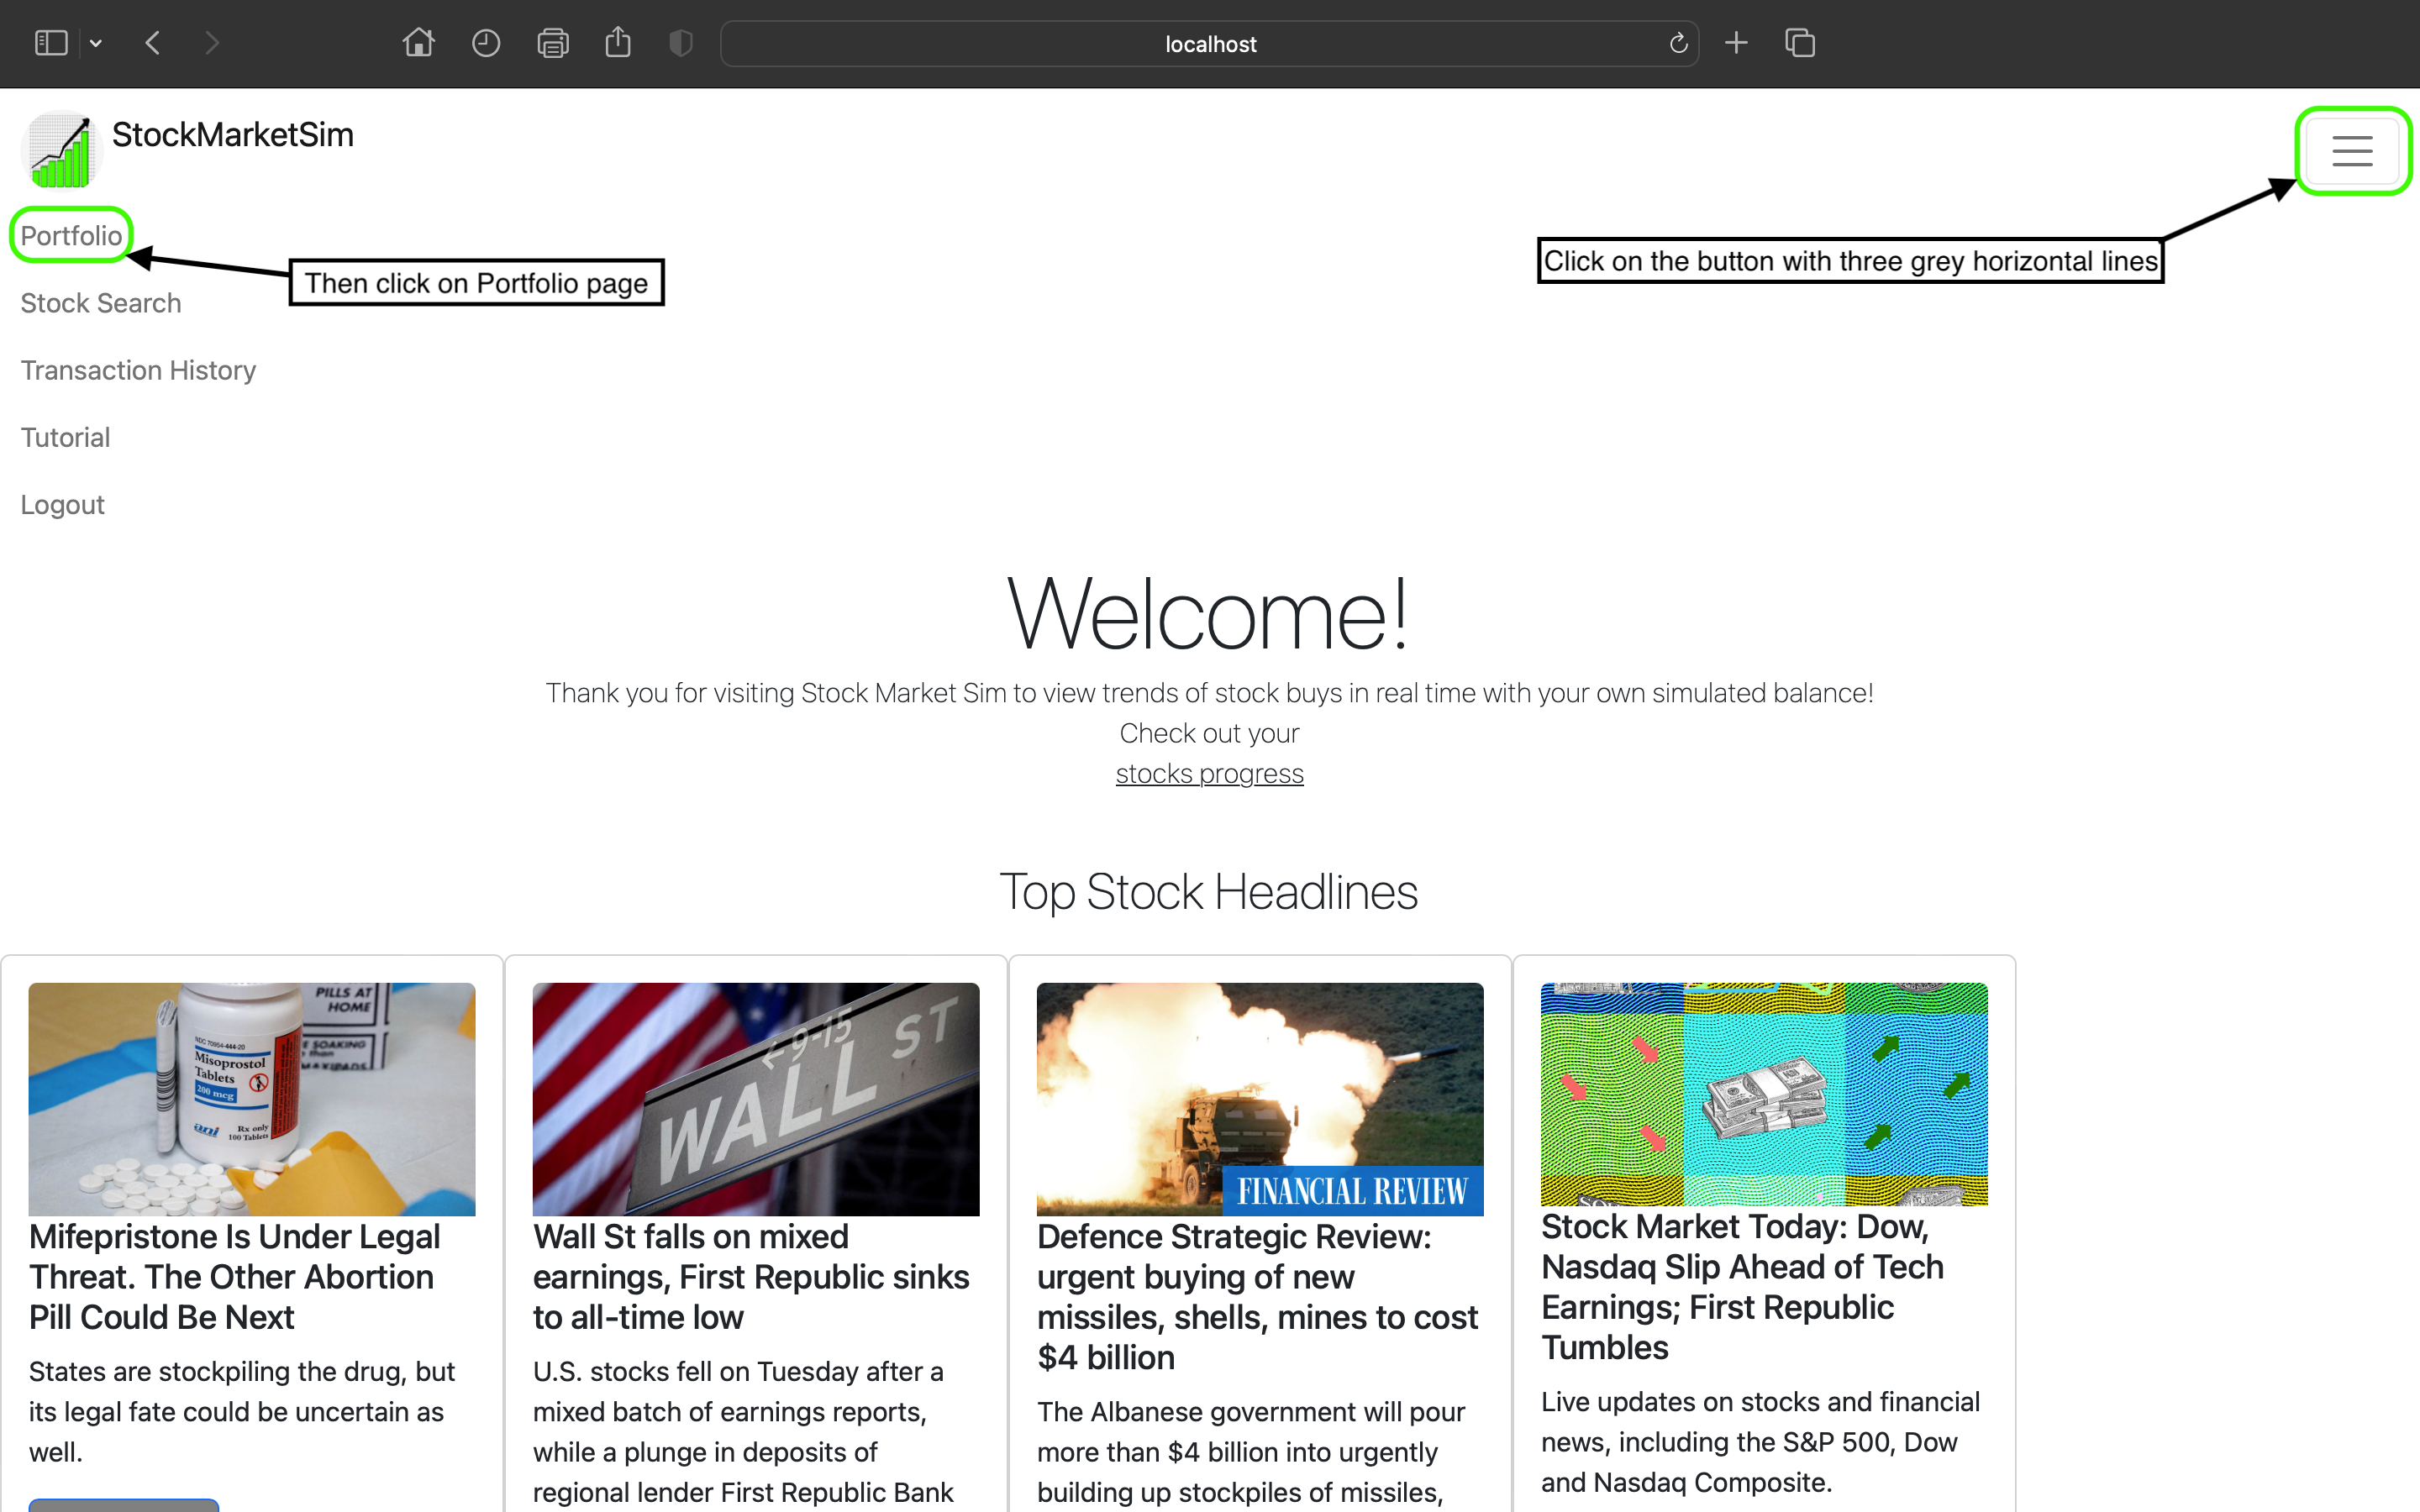 localhost
StockMarketSim
Portfolio
Then click on Portfolio page
Click on the button with three grey horizontal lines
Stock Search
Transaction History
Tutorial
Logout
Welcome!
Thank you for visiting Stock Market Sim to view trends of stock buys in real time with your own simulated balance!
Check out your
stocks progress
Top Stock Headlines
PILLS AT
HOME
E SOAKING
than
MAXIPADS
NDC 70954-444-20
Misoprostol
Tablets
200 mcg
ani
Rx only
100 Tablets
Mifepristone Is Under Legal
Threat. The Other Abortion
Pill Could Be Next
States are stockpiling the drug, but
its legal fate could be uncertain as
well.
←9-15
WALL ST
Wall St falls on mixed
earnings, First Republic sinks
to all-time low
U.S. stocks fell on Tuesday after a
mixed batch of earnings reports,
while a plunge in deposits of
regional lender First Republic Bank
FINANCIAL REVIEW
Defence Strategic Review:
urgent buying of new
missiles, shells, mines to cost
$4 billion
The Albanese government will pour
more than $4 billion into urgently
building up stockpiles of missiles,
Stock Market Today: Dow,
Nasdaq Slip Ahead of Tech
Earnings; First Republic
Tumbles
Live updates on stocks and financial
news, including the S&P 500, Dow
and Nasdaq Composite.